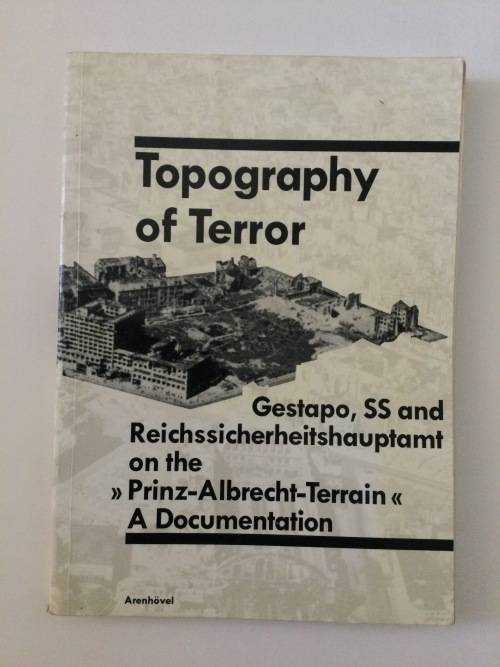 Topography
of Terror
Gestapo, SS and
Reichssicherheitshauptamt
on the
»Prinz-Albrecht-Terrain«
A Documentation
Arenhövel